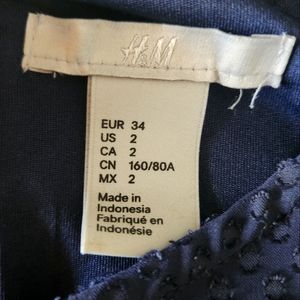 H&M
EUR 34
US 2
CA 2
CN 160/80A
MX 2
Made in
Indonesia
Fabriqué en
Indonésie